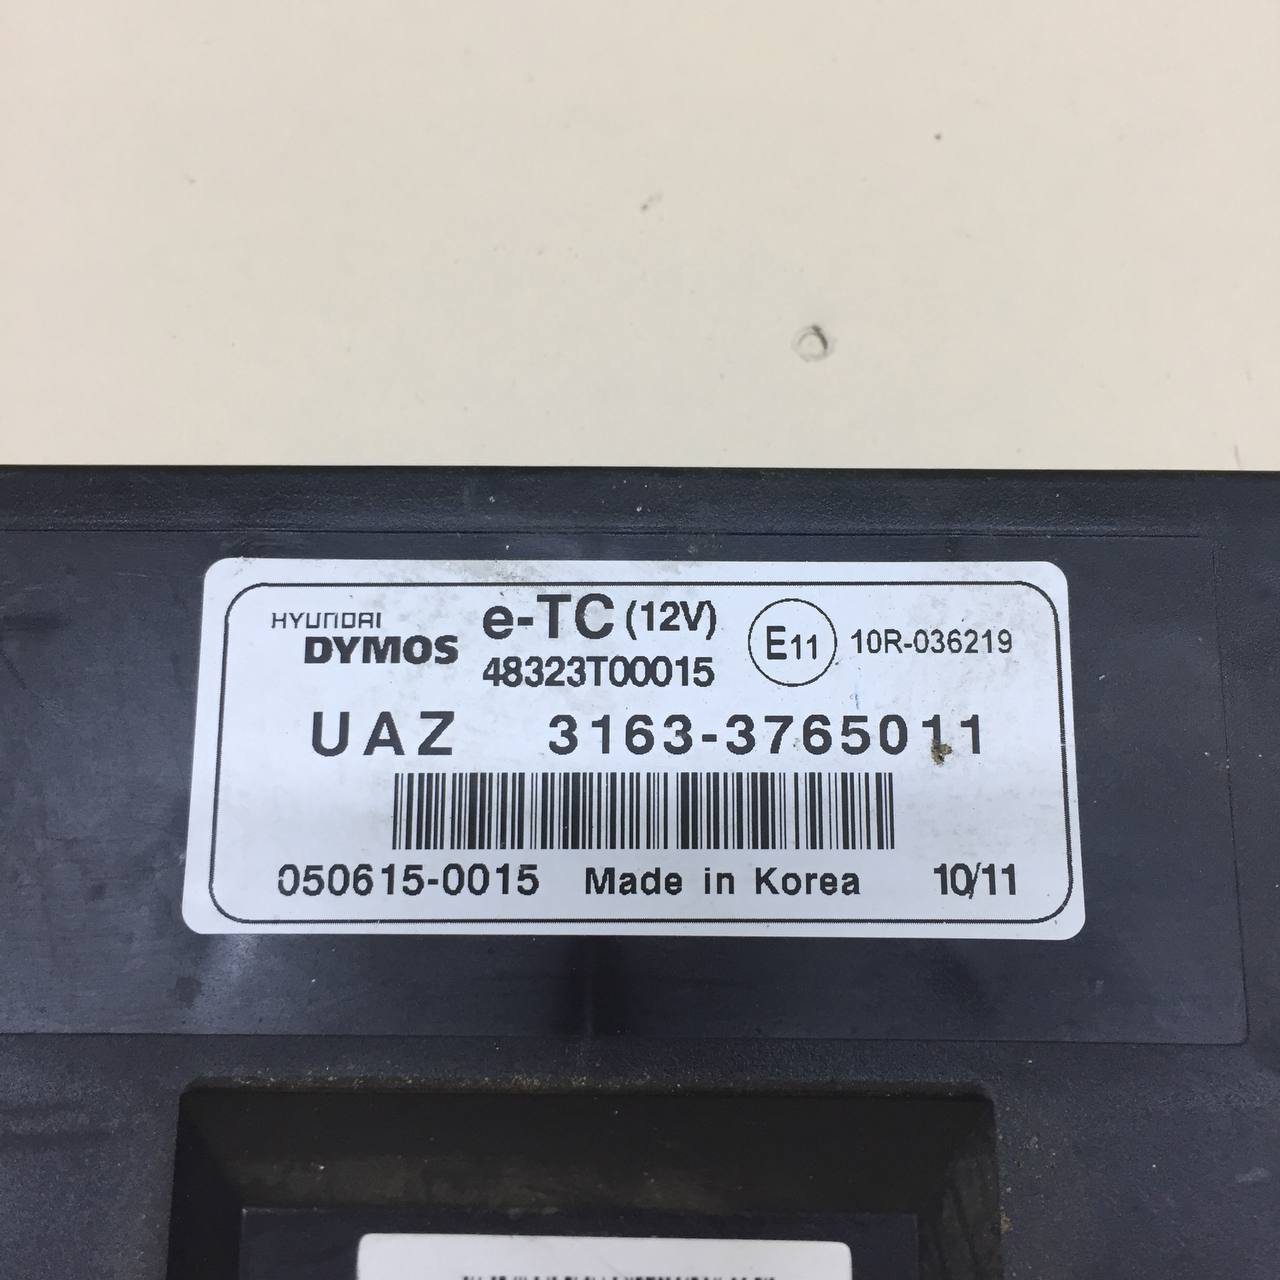 HYUNDAI
DYMOS
e-TC (12V)
48323T00015
E11
10R-036219
UAZ 3163-3765011
050615-0015 Made in Korea 10/11